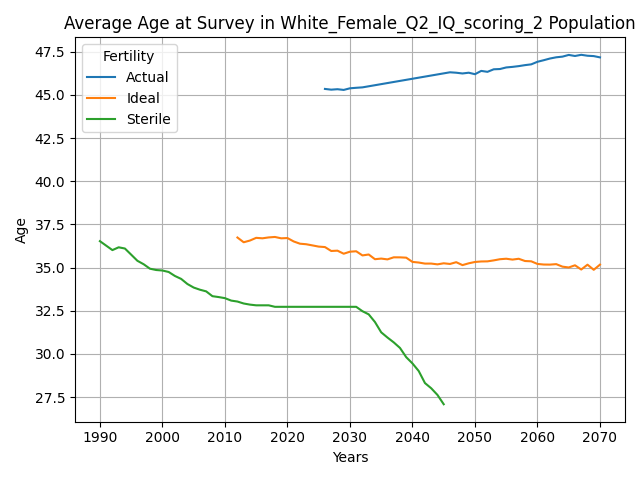 Average Age at Survey in White_Female_Q2_IQ_scoring_2 Population
Fertility
Actual
Ideal
Sterile
47.5
45.0
42.5
40.0
37.5
35.0
32.5
30.0
27.5
Age
1990 2000 2010 2020 2030 2040 2050 2060 2070
Years